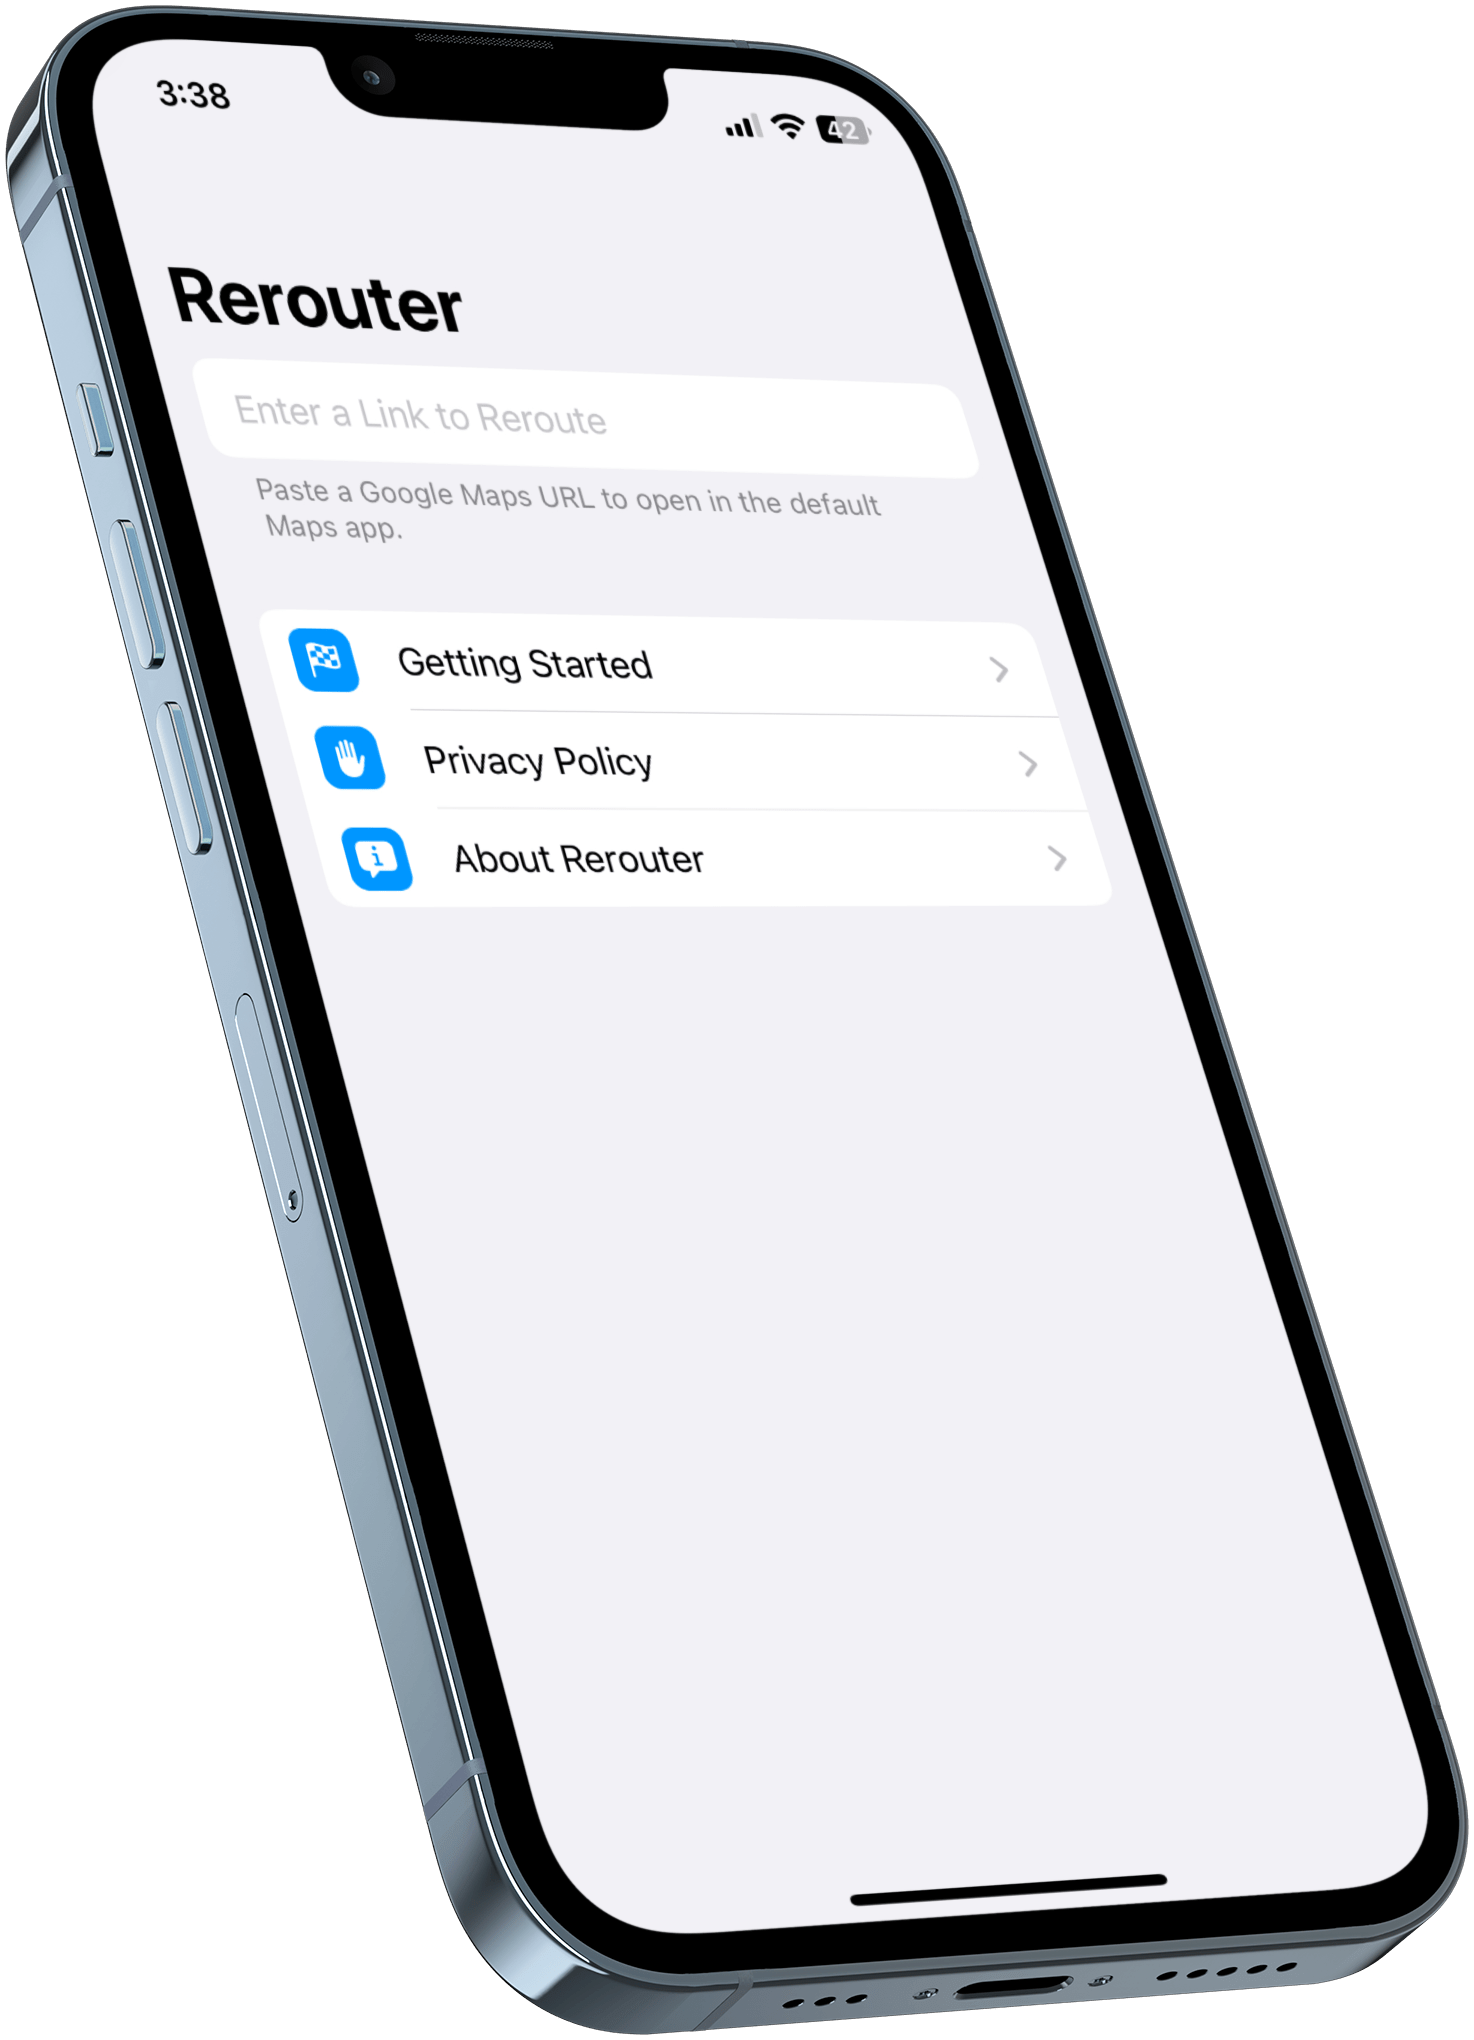 3:38
42
Rerouter
Enter a Link to Reroute
Paste a Google Maps URL to open in the default
Maps app.
Getting Started
Privacy Policy
About Rerouter